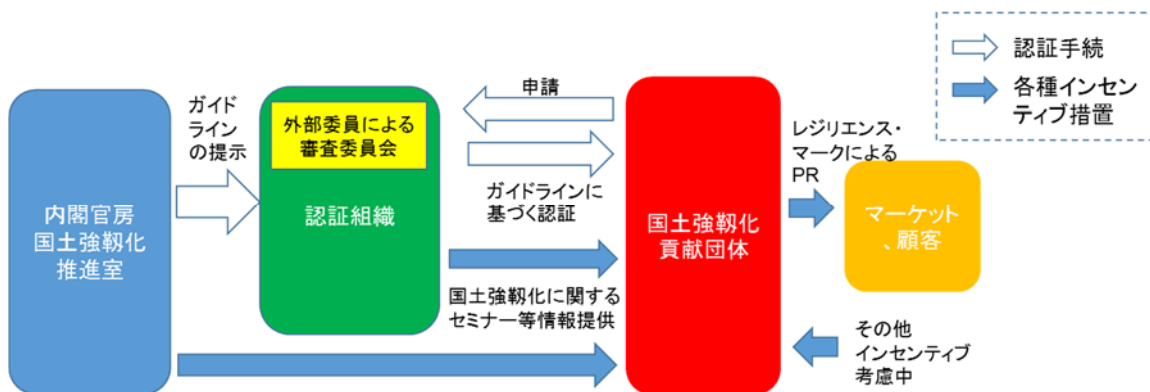 認証手続
各種インセン
ティブ措置
ガイド
ライン
の提示
外部委員による
審査委員会
申請
レジリエンス・
マークによる
PR
内閣官房
国土強靱化
推進室
認証組織
ガイドラインに
基づく認証
国土強靱化
貢献団体
マーケット
、顧客
国土強靱化に関する
セミナー等情報提供
その他
インセンティブ
考慮中